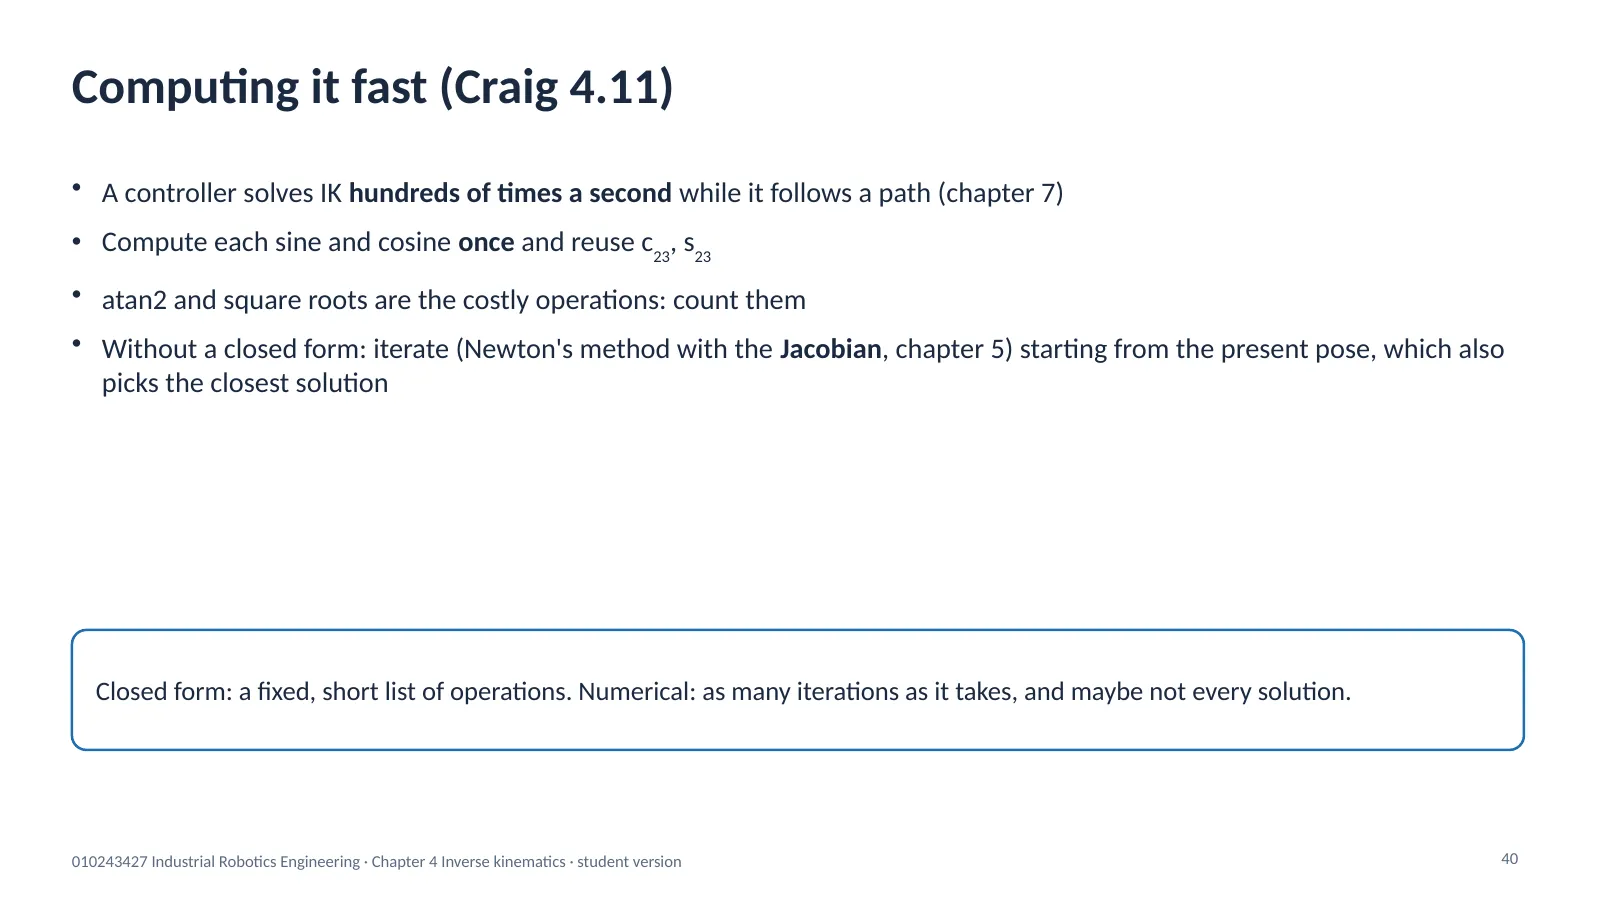 Computing it fast (Craig 4.11)
• A controller solves IK hundreds of times a second while it follows a path (chapter 7)
• Compute each sine and cosine once and reuse c23, s23
• atan2 and square roots are the costly operations: count them
• Without a closed form: iterate (Newton's method with the Jacobian, chapter 5) starting from the present pose, which also
picks the closest solution
Closed form: a fixed, short list of operations. Numerical: as many iterations as it takes, and maybe not every solution.
010243427 Industrial Robotics Engineering · Chapter 4 Inverse kinematics · student version
40